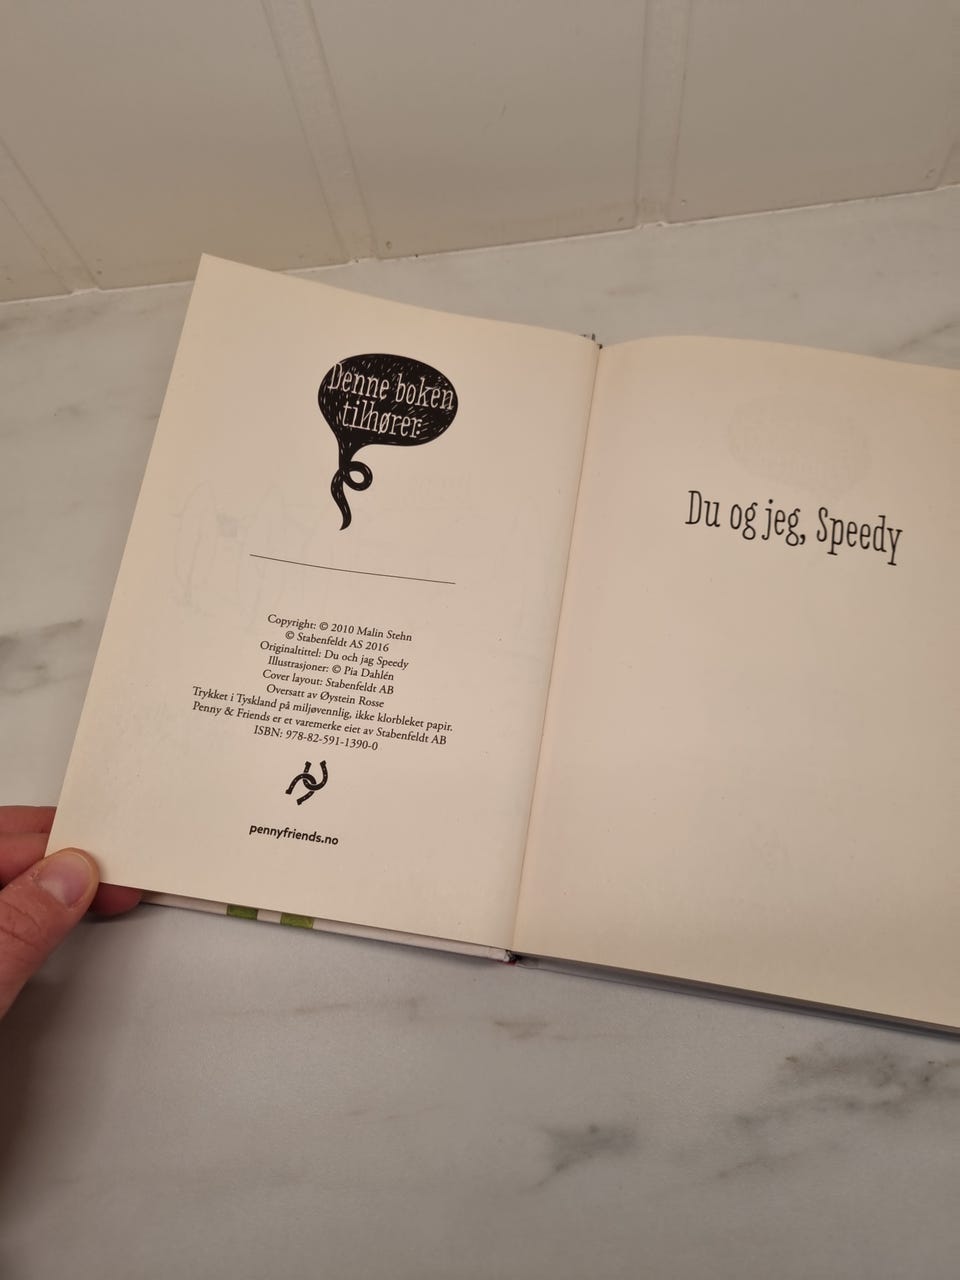 Denne boken
tilhører:
Copyright: © 2010 Malin Stehn
© Stabenfeldt AS 2016
Originaltittel: Du och jag Speedy
Illustrasjoner: © Pia Dahlén
Cover layout: Stabenfeldt AB
Oversatt av Øystein Rosse
Trykket i Tyskland på miljøvennlig, ikke klorbleket papir.
Penny & Friends er et varemerke eiet av Stabenfeldt AB
ISBN: 978-82-591-1390-0
pennyfriends.no
Du og jeg, Speedy